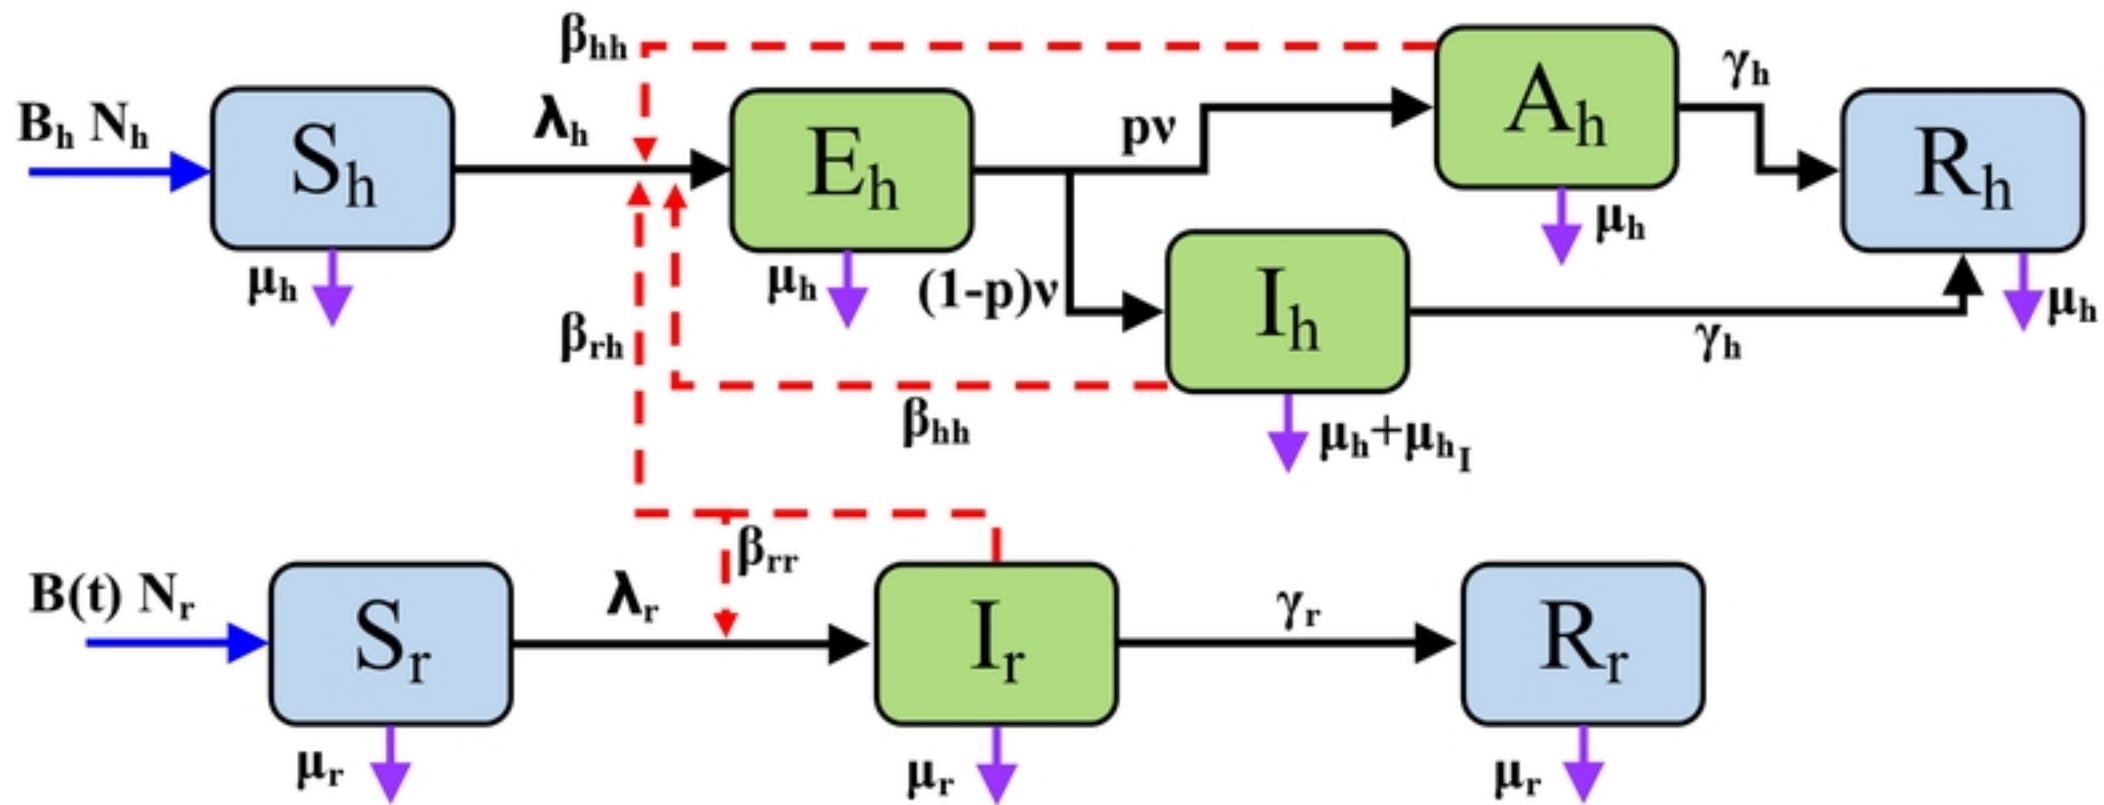 βhh
Bh Nh
Sh
λh
Eh
pν
Ah
γh
Rh
μh
μh
(1-p)ν
Ih
μh
γh
μh
βrh
βhh
μh+μhI
B(t) Nr
Sr
λr
βrr
Ir
γr
Rr
μr
μr
μr